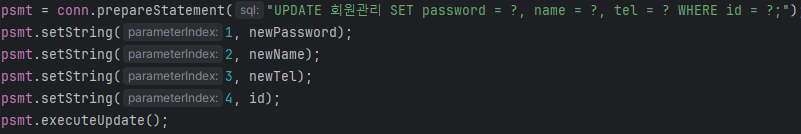 psmt = conn.prepareStatement( sql: "UPDATE 회원관리 SET password = ?, name = ?, tel = ? WHERE id = ?;")
psmt.setString( parameterIndex: 1, newPassword);
psmt.setString( parameterIndex: 2, newName);
psmt.setString( parameterIndex: 3, newTel);
psmt.setString( parameterIndex: 4, id);
psmt.executeUpdate();